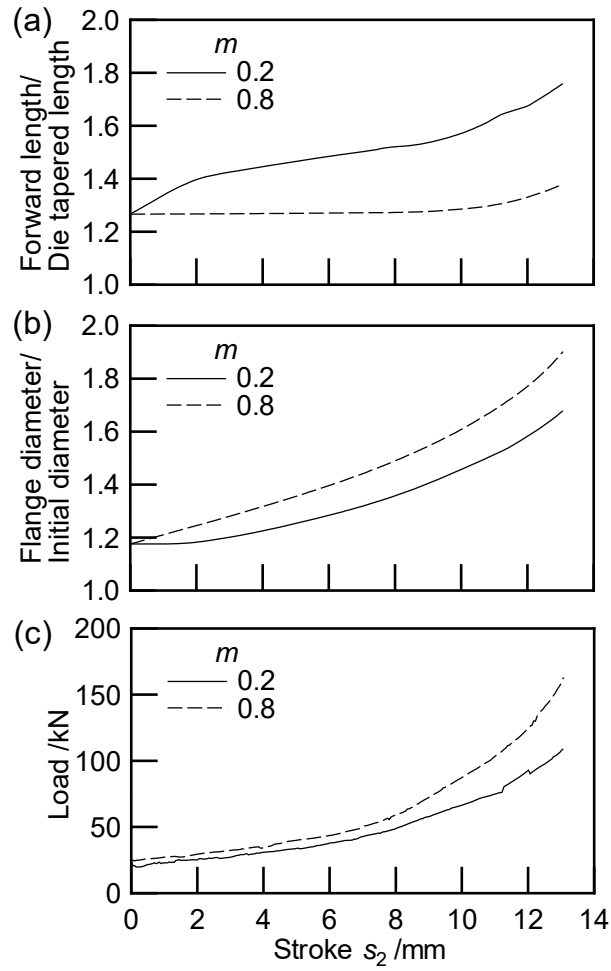 (a)
2.0
1.8
1.6
1.4
1.2
1.0
Forward length/
Die tapered length
m
0.2
0.8
(b)
2.0
1.8
1.6
1.4
1.2
1.0
Flange diameter/
Initial diameter
m
0.2
0.8
(c)
200
150
100
50
0
Load /kN
m
0.2
0.8
0 2 4 6 8 10 12 14
Stroke s₂ /mm